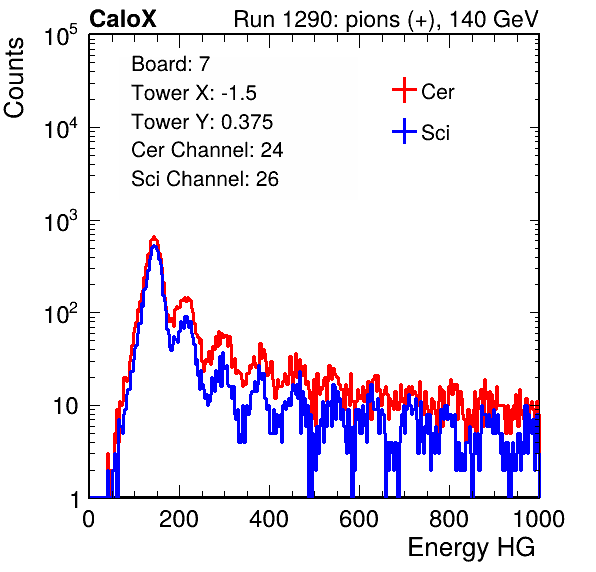 CaloX Run 1290: pions (+), 140 GeV
Counts
10^5
10^4
10^3
10^2
10
1
Board: 7
Tower X: -1.5
Tower Y: 0.375
Cer Channel: 24
Sci Channel: 26
Cer
Sci
0 200 400 600 800 1000
Energy HG